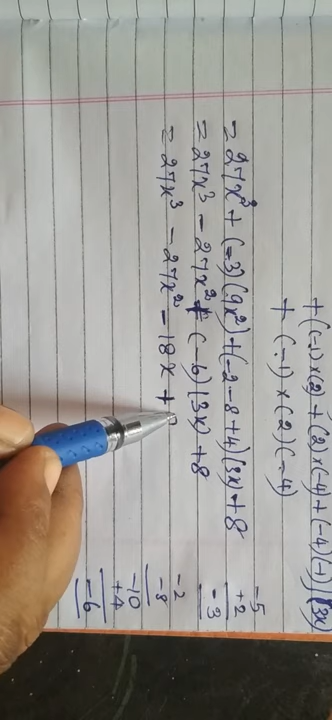 + (-1)×(2) + (2)×(-4) + (-4)(-1)](3x)
+ (-1)×(2)(-4)
= 27x³ + (-3)(9x²) + (-2-8+4)(3x) + 8
= 27x³ - 27x² + (-6)(3x) + 8
= 27x³ - 27x² - 18x +
-5
+2
-3
-2
-8
-10
+4
-6